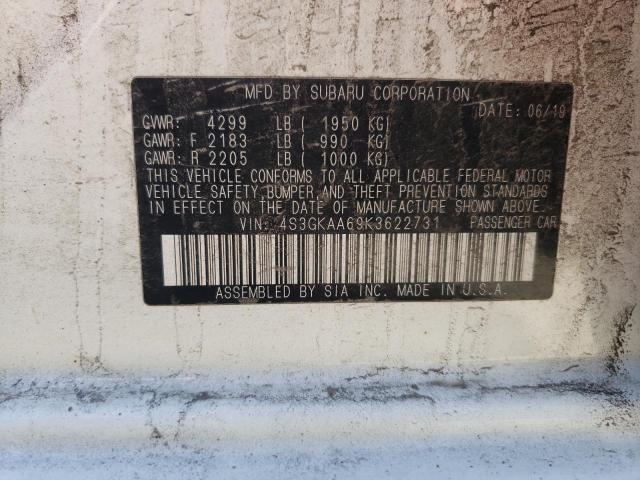 MFD BY SUBARU CORPORATION
DATE: 06/19
GVWR: 4299 LB ( 1950 KG)
GAWR: F 2183 LB ( 990 KG)
GAWR: R 2205 LB ( 1000 KG)
THIS VEHICLE CONFORMS TO ALL APPLICABLE FEDERAL MOTOR
VEHICLE SAFETY, BUMPER, AND THEFT PREVENTION STANDARDS
IN EFFECT ON THE DATE OF MANUFACTURE SHOWN ABOVE.
VIN: 4S3GKAA69K3622731 PASSENGER CAR
ASSEMBLED BY SIA INC. MADE IN U.S.A.